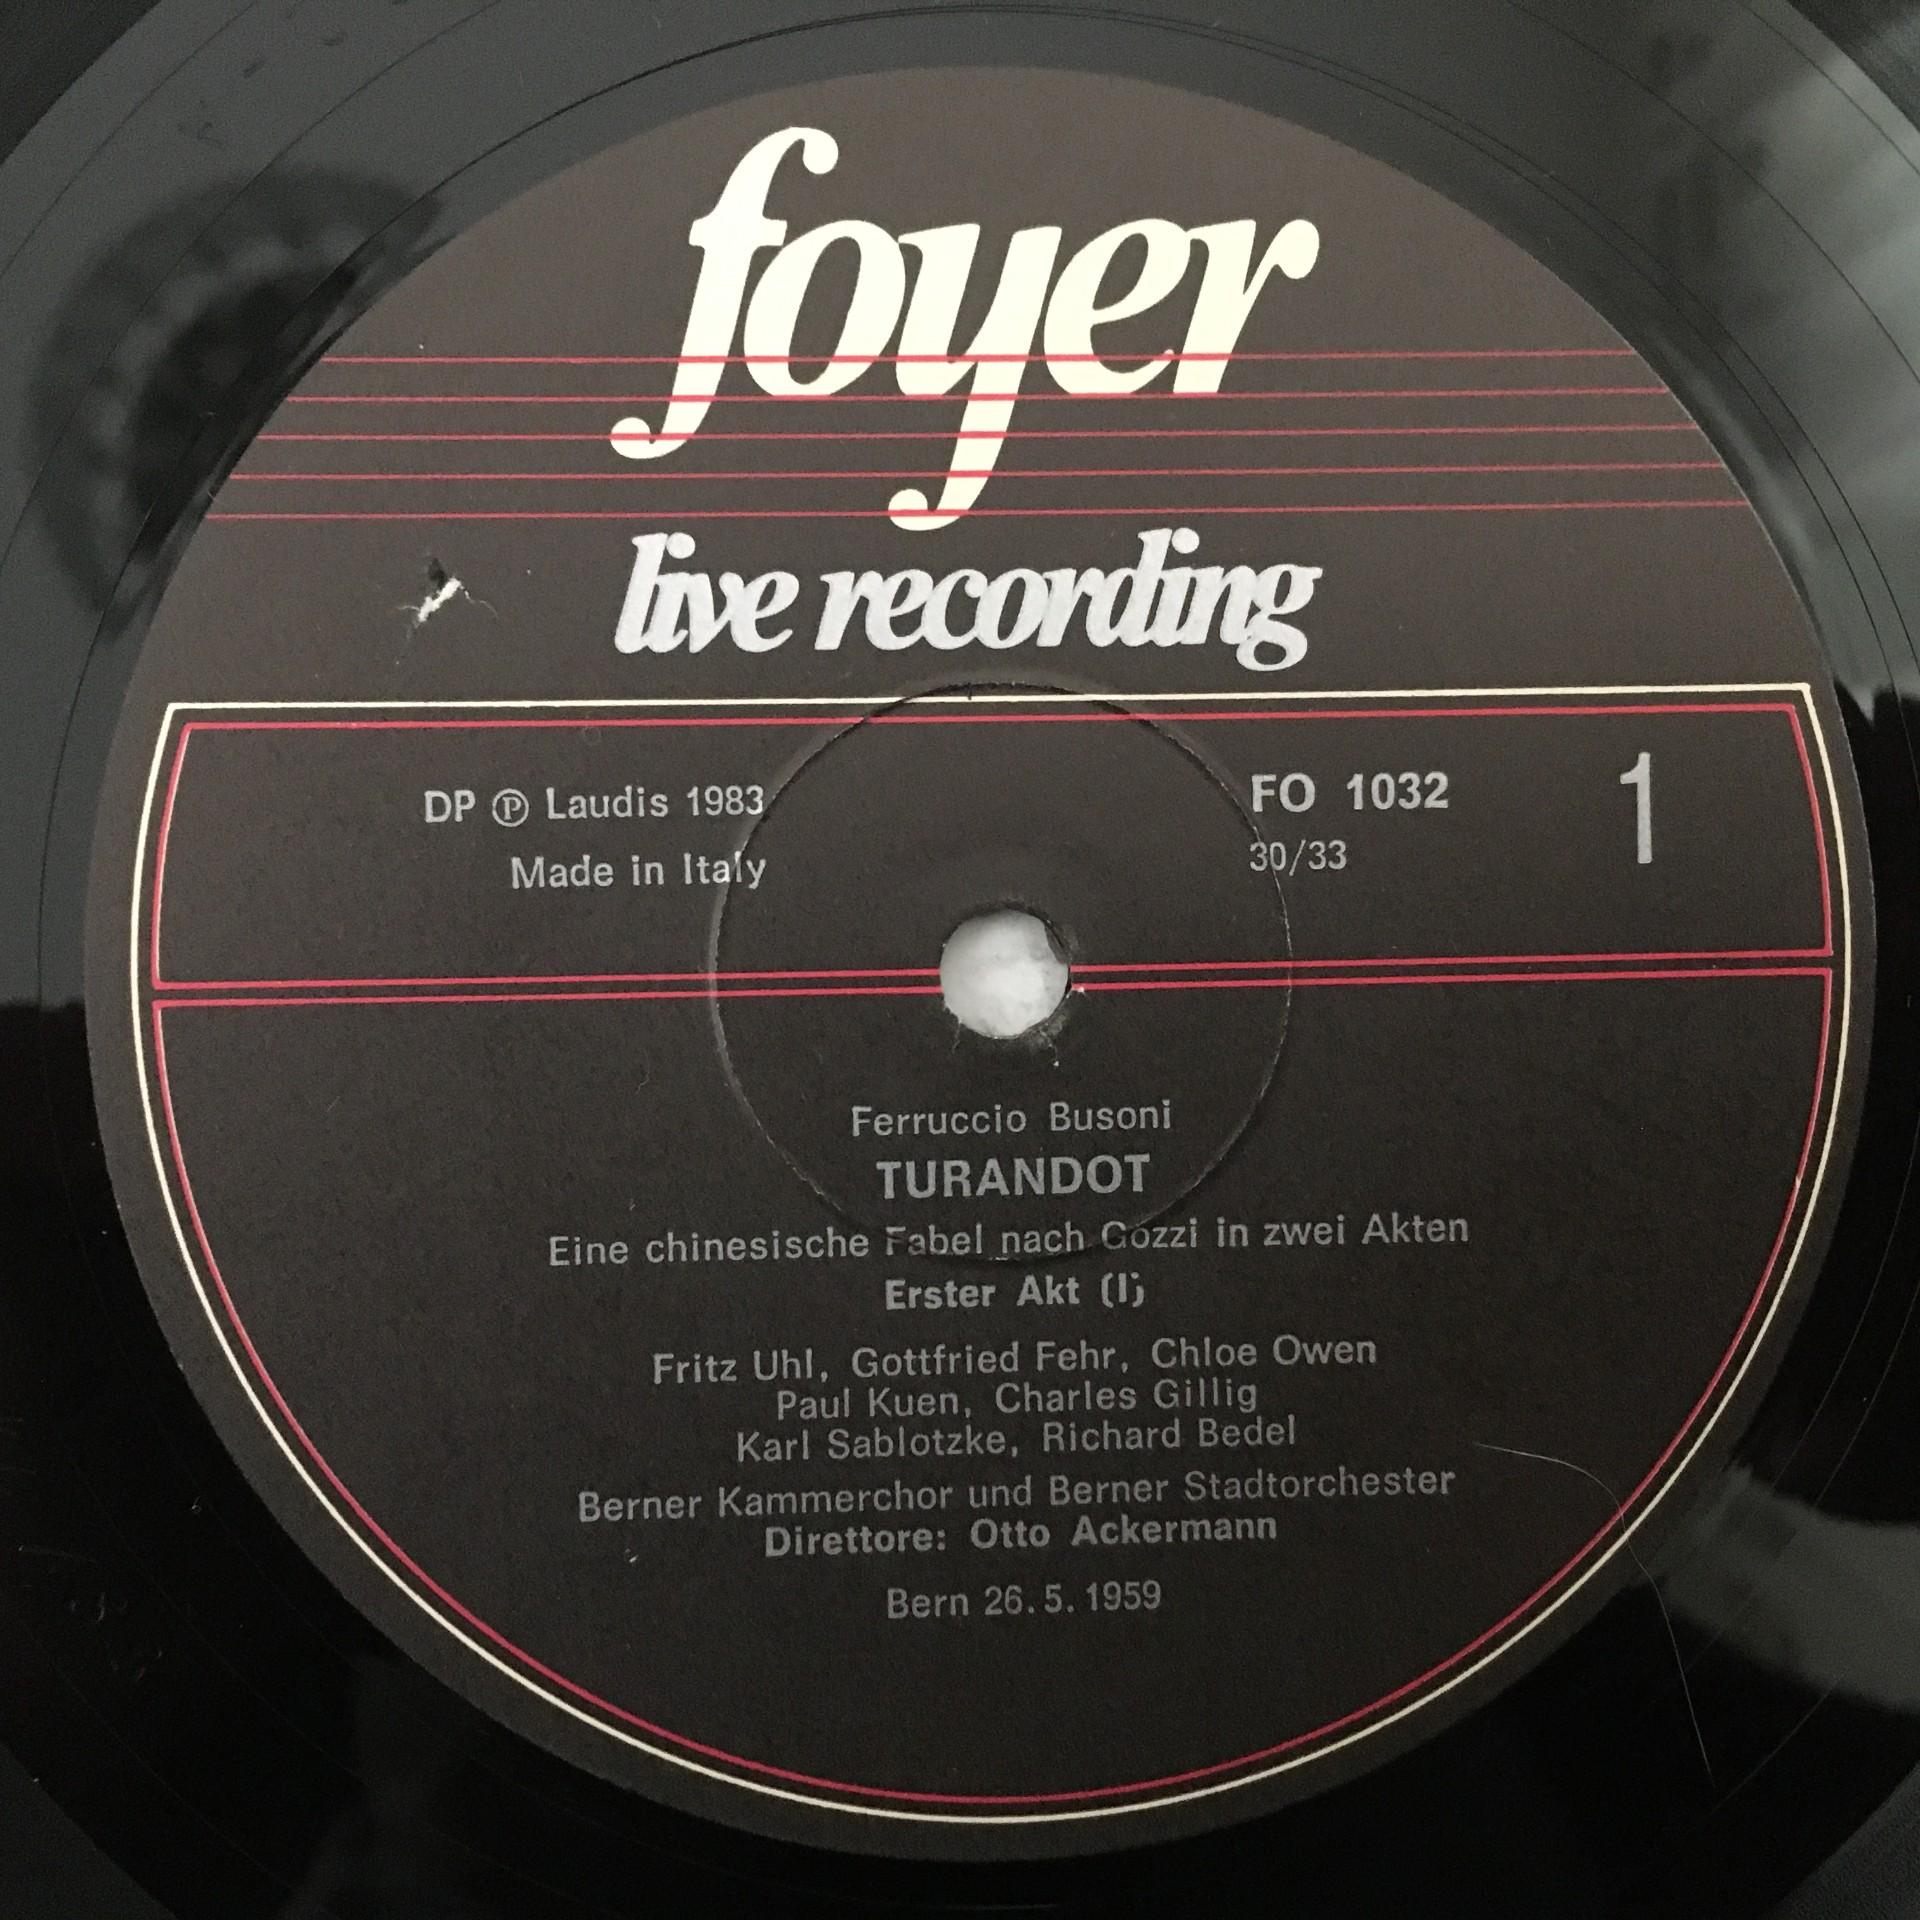 foyer
live recording
DP ℗ Laudis 1983
Made in Italy
FO 1032
30/33
1
Ferruccio Busoni
TURANDOT
Eine chinesische Fabel nach Gozzi in zwei Akten
Erster Akt (I)
Fritz Uhl, Gottfried Fehr, Chloe Owen
Paul Kuen, Charles Gillig
Karl Sablotzke, Richard Bedel
Berner Kammerchor und Berner Stadtorchester
Direttore: Otto Ackermann
Bern 26.5.1959